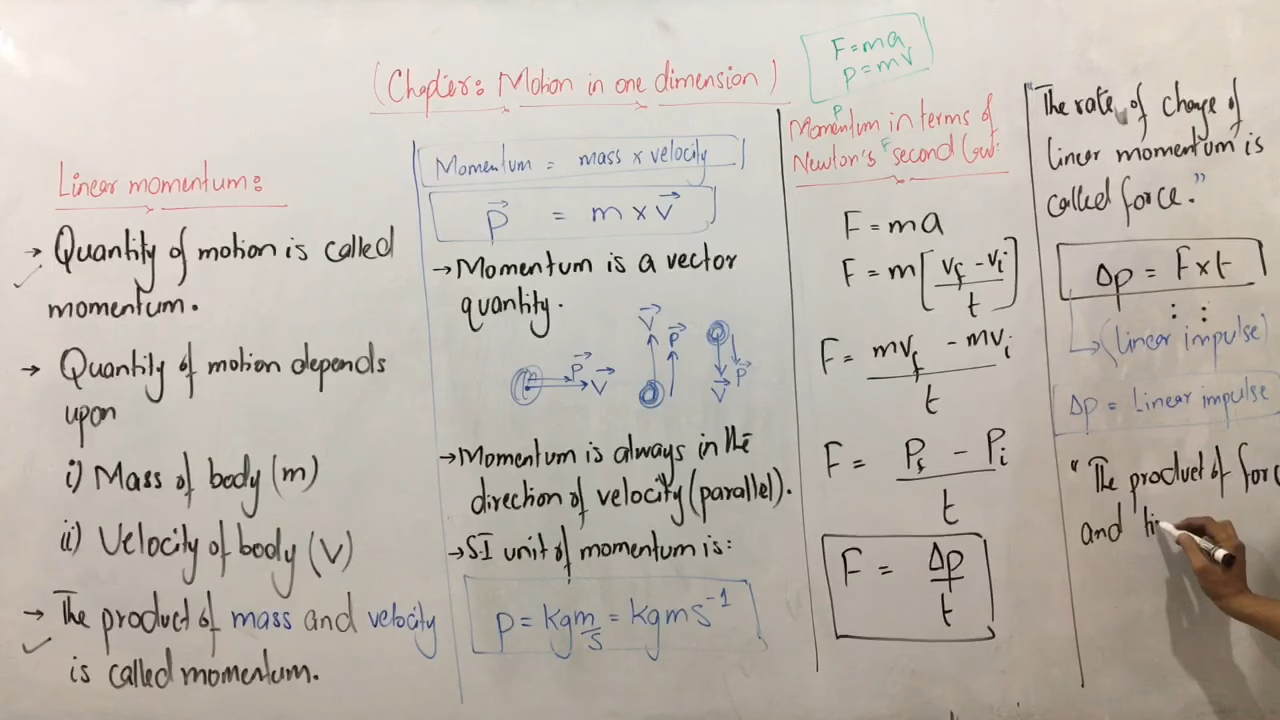 (Chapter: Motion in one dimension)
F=ma
P=mv
Linear momentum:
→ Quantity of motion is called
momentum.
→ Quantity of motion depends
upon
i) Mass of body (m)
ii) Velocity of body (V)
→ The product of mass and velocity
is called momentum.
Momentum = mass x velocity
P⃗ = m x v⃗
→ Momentum is a vector
quantity.
m P⃗ V⃗
V⃗ P⃗
P⃗ V⃗
→ Momentum is always in the
direction of velocity (parallel).
→ S.I unit of momentum is:
P = kg m/s = kgms⁻¹
P
Momentum in terms of
F
Newton's second law:
F = ma
F = m[(vf - vi)/t]
F = (mvf - mvi)/t
F = (Pf - Pi)/t
F = Δp/t
"The rate of change of
linear momentum is
called force."
Δp = F x t
(linear impulse)
Δp = Linear impulse
"The product of forc
and ti